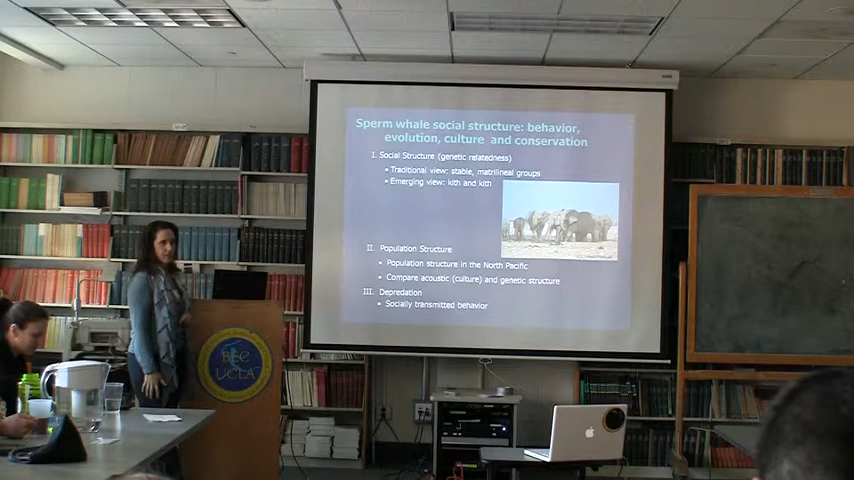 Sperm whale social structure: behavior,
evolution, culture and conservation
I. Social Structure (genetic relatedness)
• Traditional view: stable, matrilineal groups
• Emerging view: kith and kith
II. Population Structure
• Population structure in the North Pacific
• Compare acoustic (culture) and genetic structure
III. Depredation
• Socially transmitted behavior
BEC
UCLA